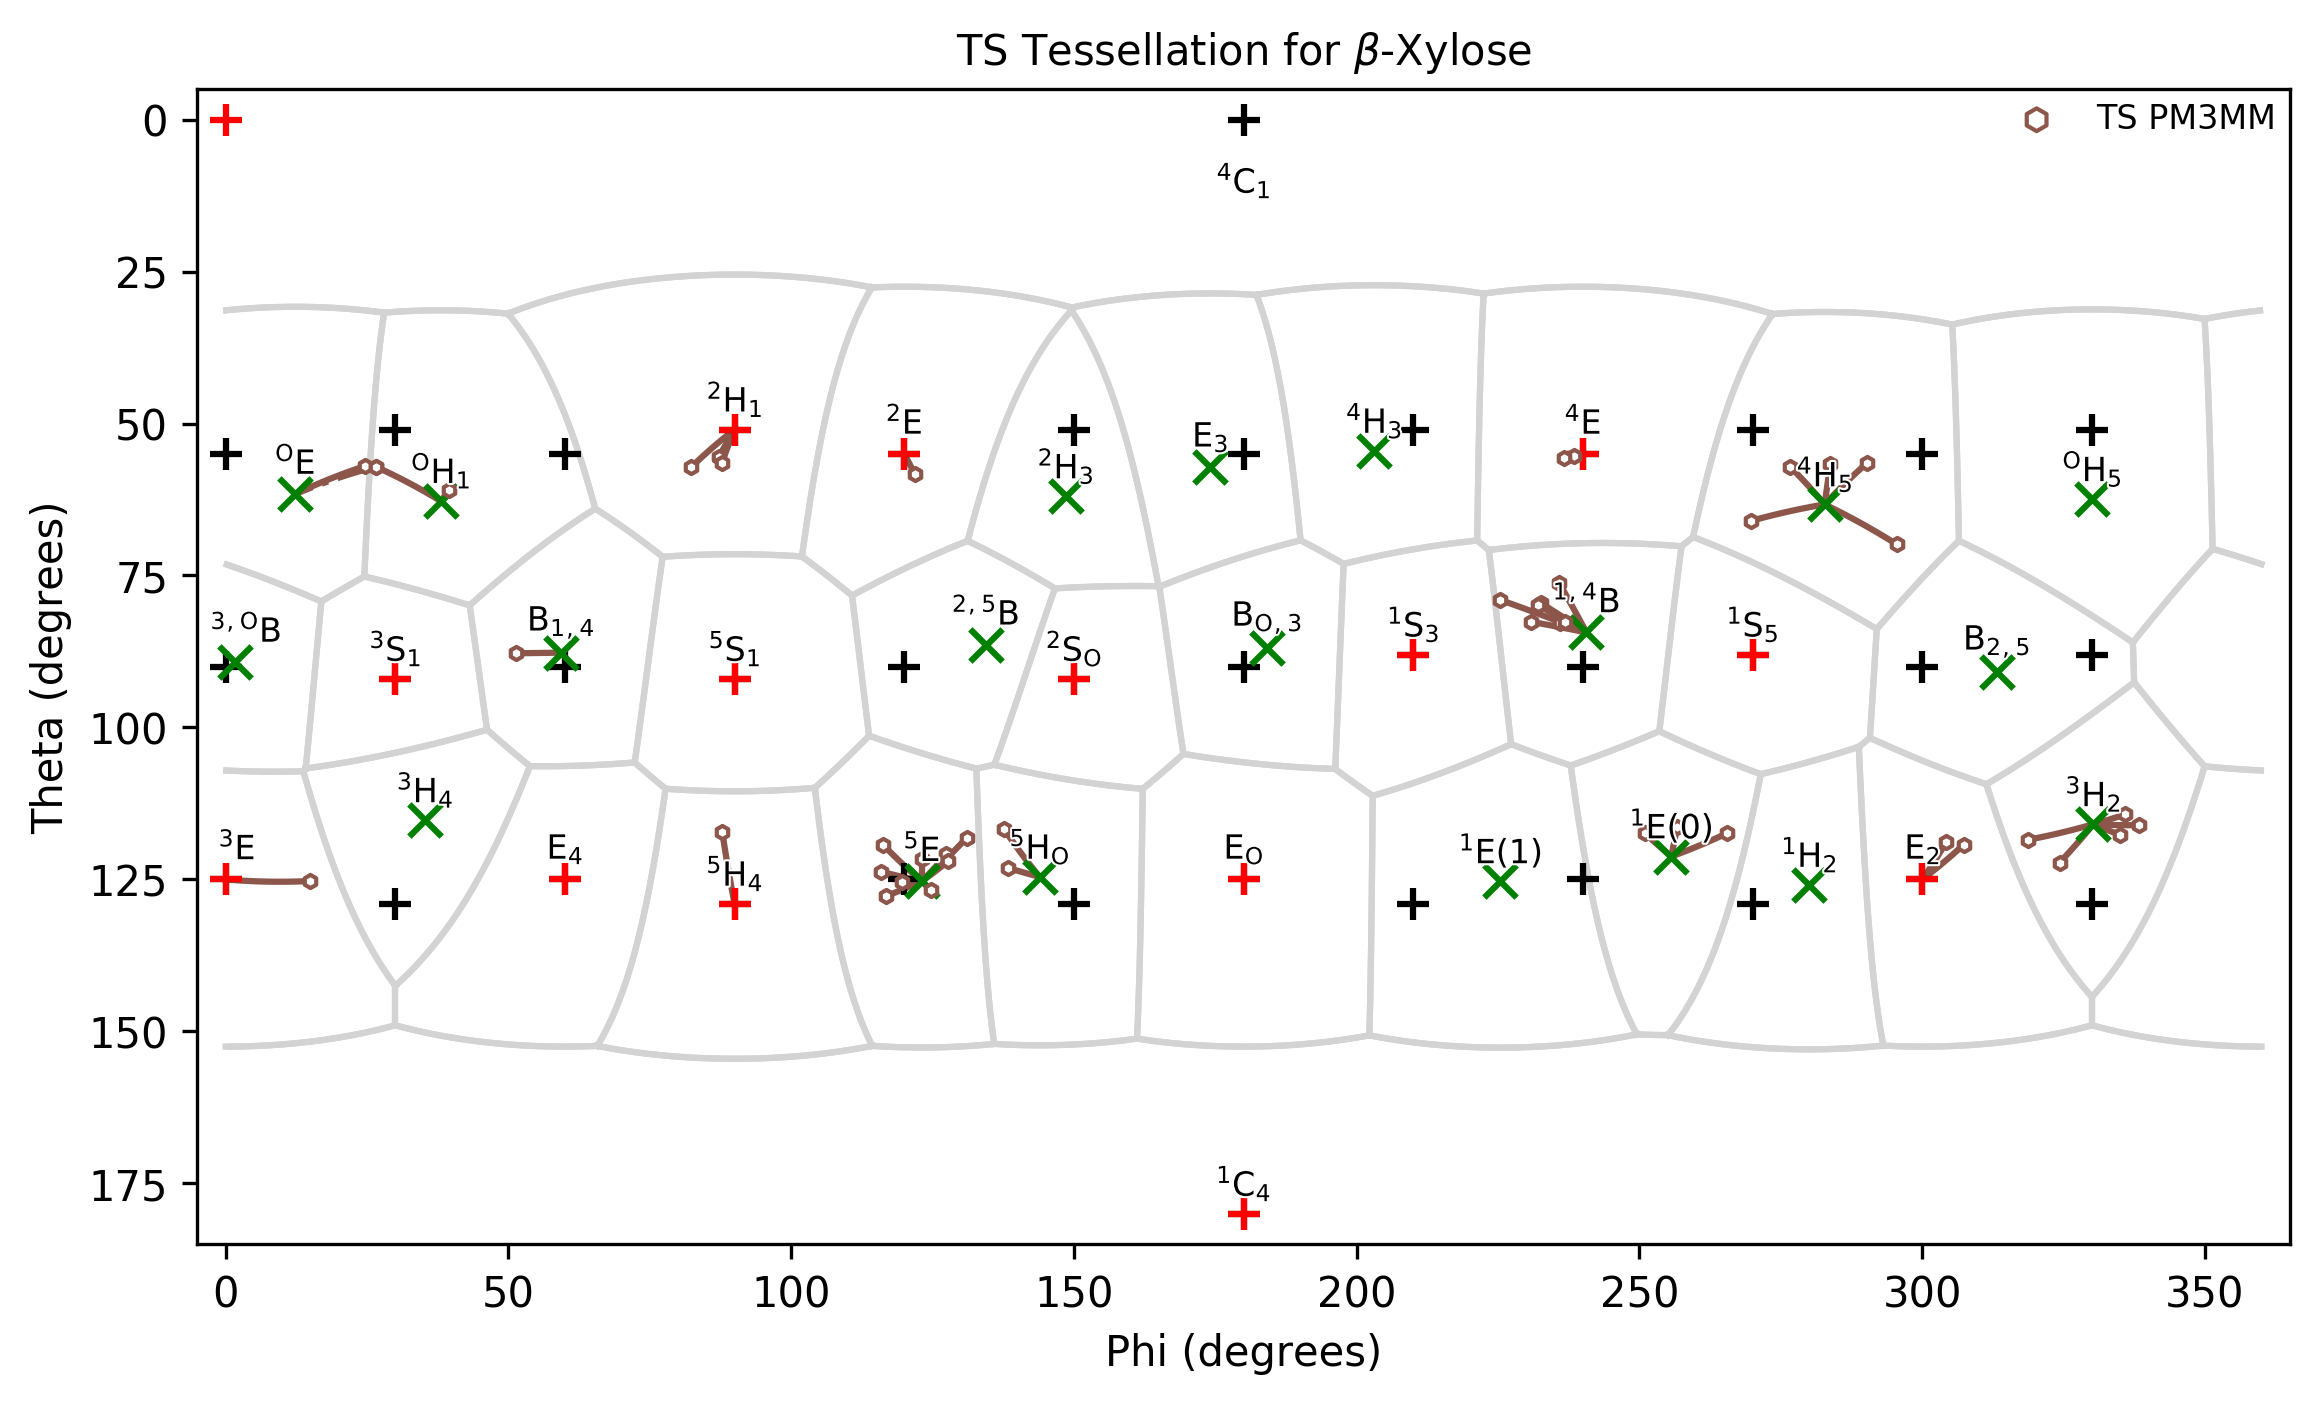 TS Tessellation for β-Xylose
TS PM3MM
⁴C₁
²H₁
²E
⁴H₃
⁴E
E₃
ᴼE
ᴼH₁
²H₃
⁴H₅
ᴼH₅
³,ᴼB
³S₁
B₁,₄
⁵S₁
²,⁵B
²Sₒ
Bₒ,₃
¹S₃
¹,⁴B
¹S₅
B₂,₅
³H₄
³H₂
³E
E₄
⁵H₄
⁵E
⁵Hₒ
Eₒ
¹E(1)
¹E(0)
¹H₂
E₂
¹C₄
0
25
50
75
100
125
150
175
Theta (degrees)
0 50 100 150 200 250 300 350
Phi (degrees)